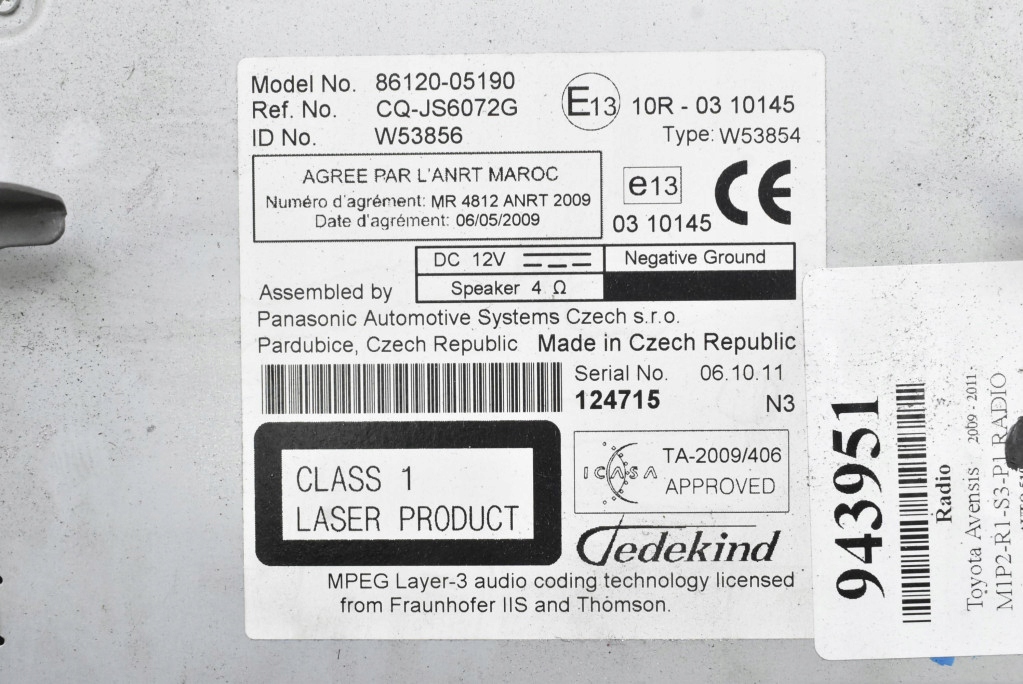 Model No. 86120-05190
Ref. No. CQ-JS6072G
ID No. W53856
E13 10R - 03 10145
Type: W53854
AGREE PAR L'ANRT MAROC
Numéro d'agrément: MR 4812 ANRT 2009
Date d'agrément: 06/05/2009
e13
03 10145
CE
DC 12V
Negative Ground
Speaker 4 Ω
Assembled by
Panasonic Automotive Systems Czech s.r.o.
Pardubice, Czech Republic Made in Czech Republic
Serial No. 06.10.11
124715 N3
CLASS 1
LASER PRODUCT
ICASA
TA-2009/406
APPROVED
Jedekind
MPEG Layer-3 audio coding technology licensed
from Fraunhofer IIS and Thomson.
943951
Radio
Toyota Avensis 2009 - 2011-
M1P2-R1-S3-P1 RADIO